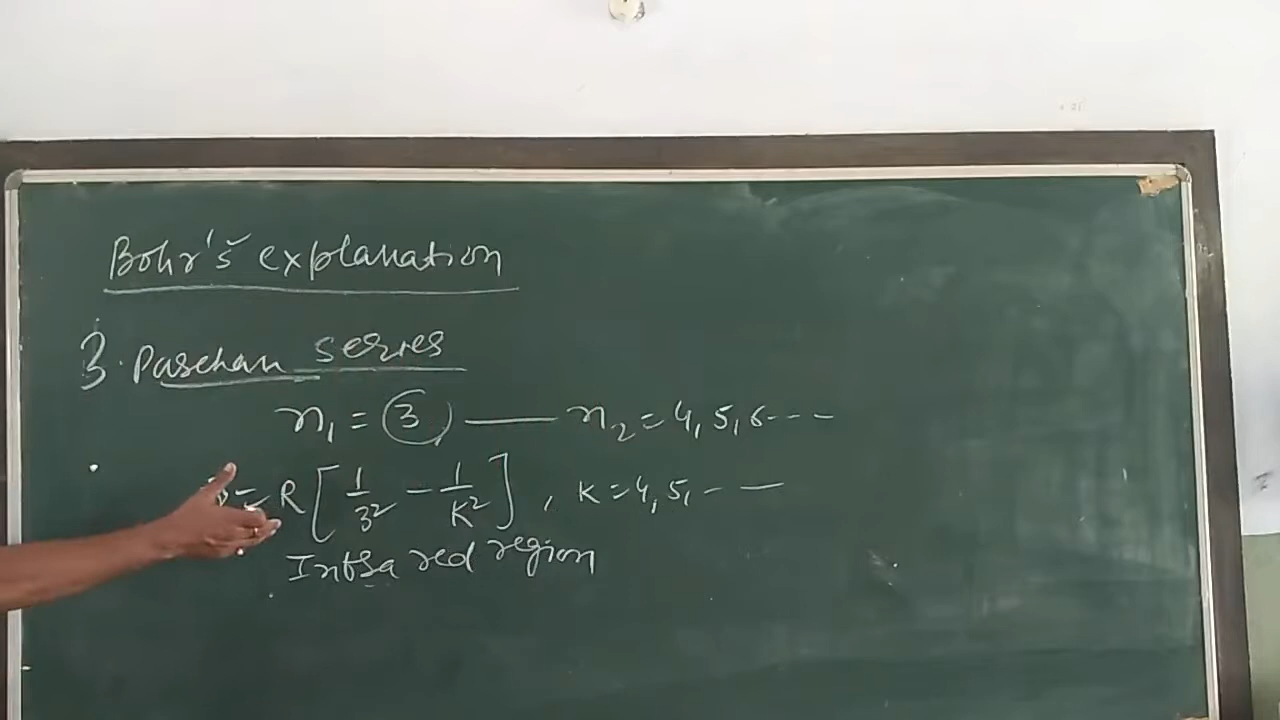 Bohr's explanation
3. Paschan series
n₁ = 3 — n₂ = 4, 5, 6 - - -
= R [ 1/3² - 1/K² ] , K = 4, 5, - —
Infra red region